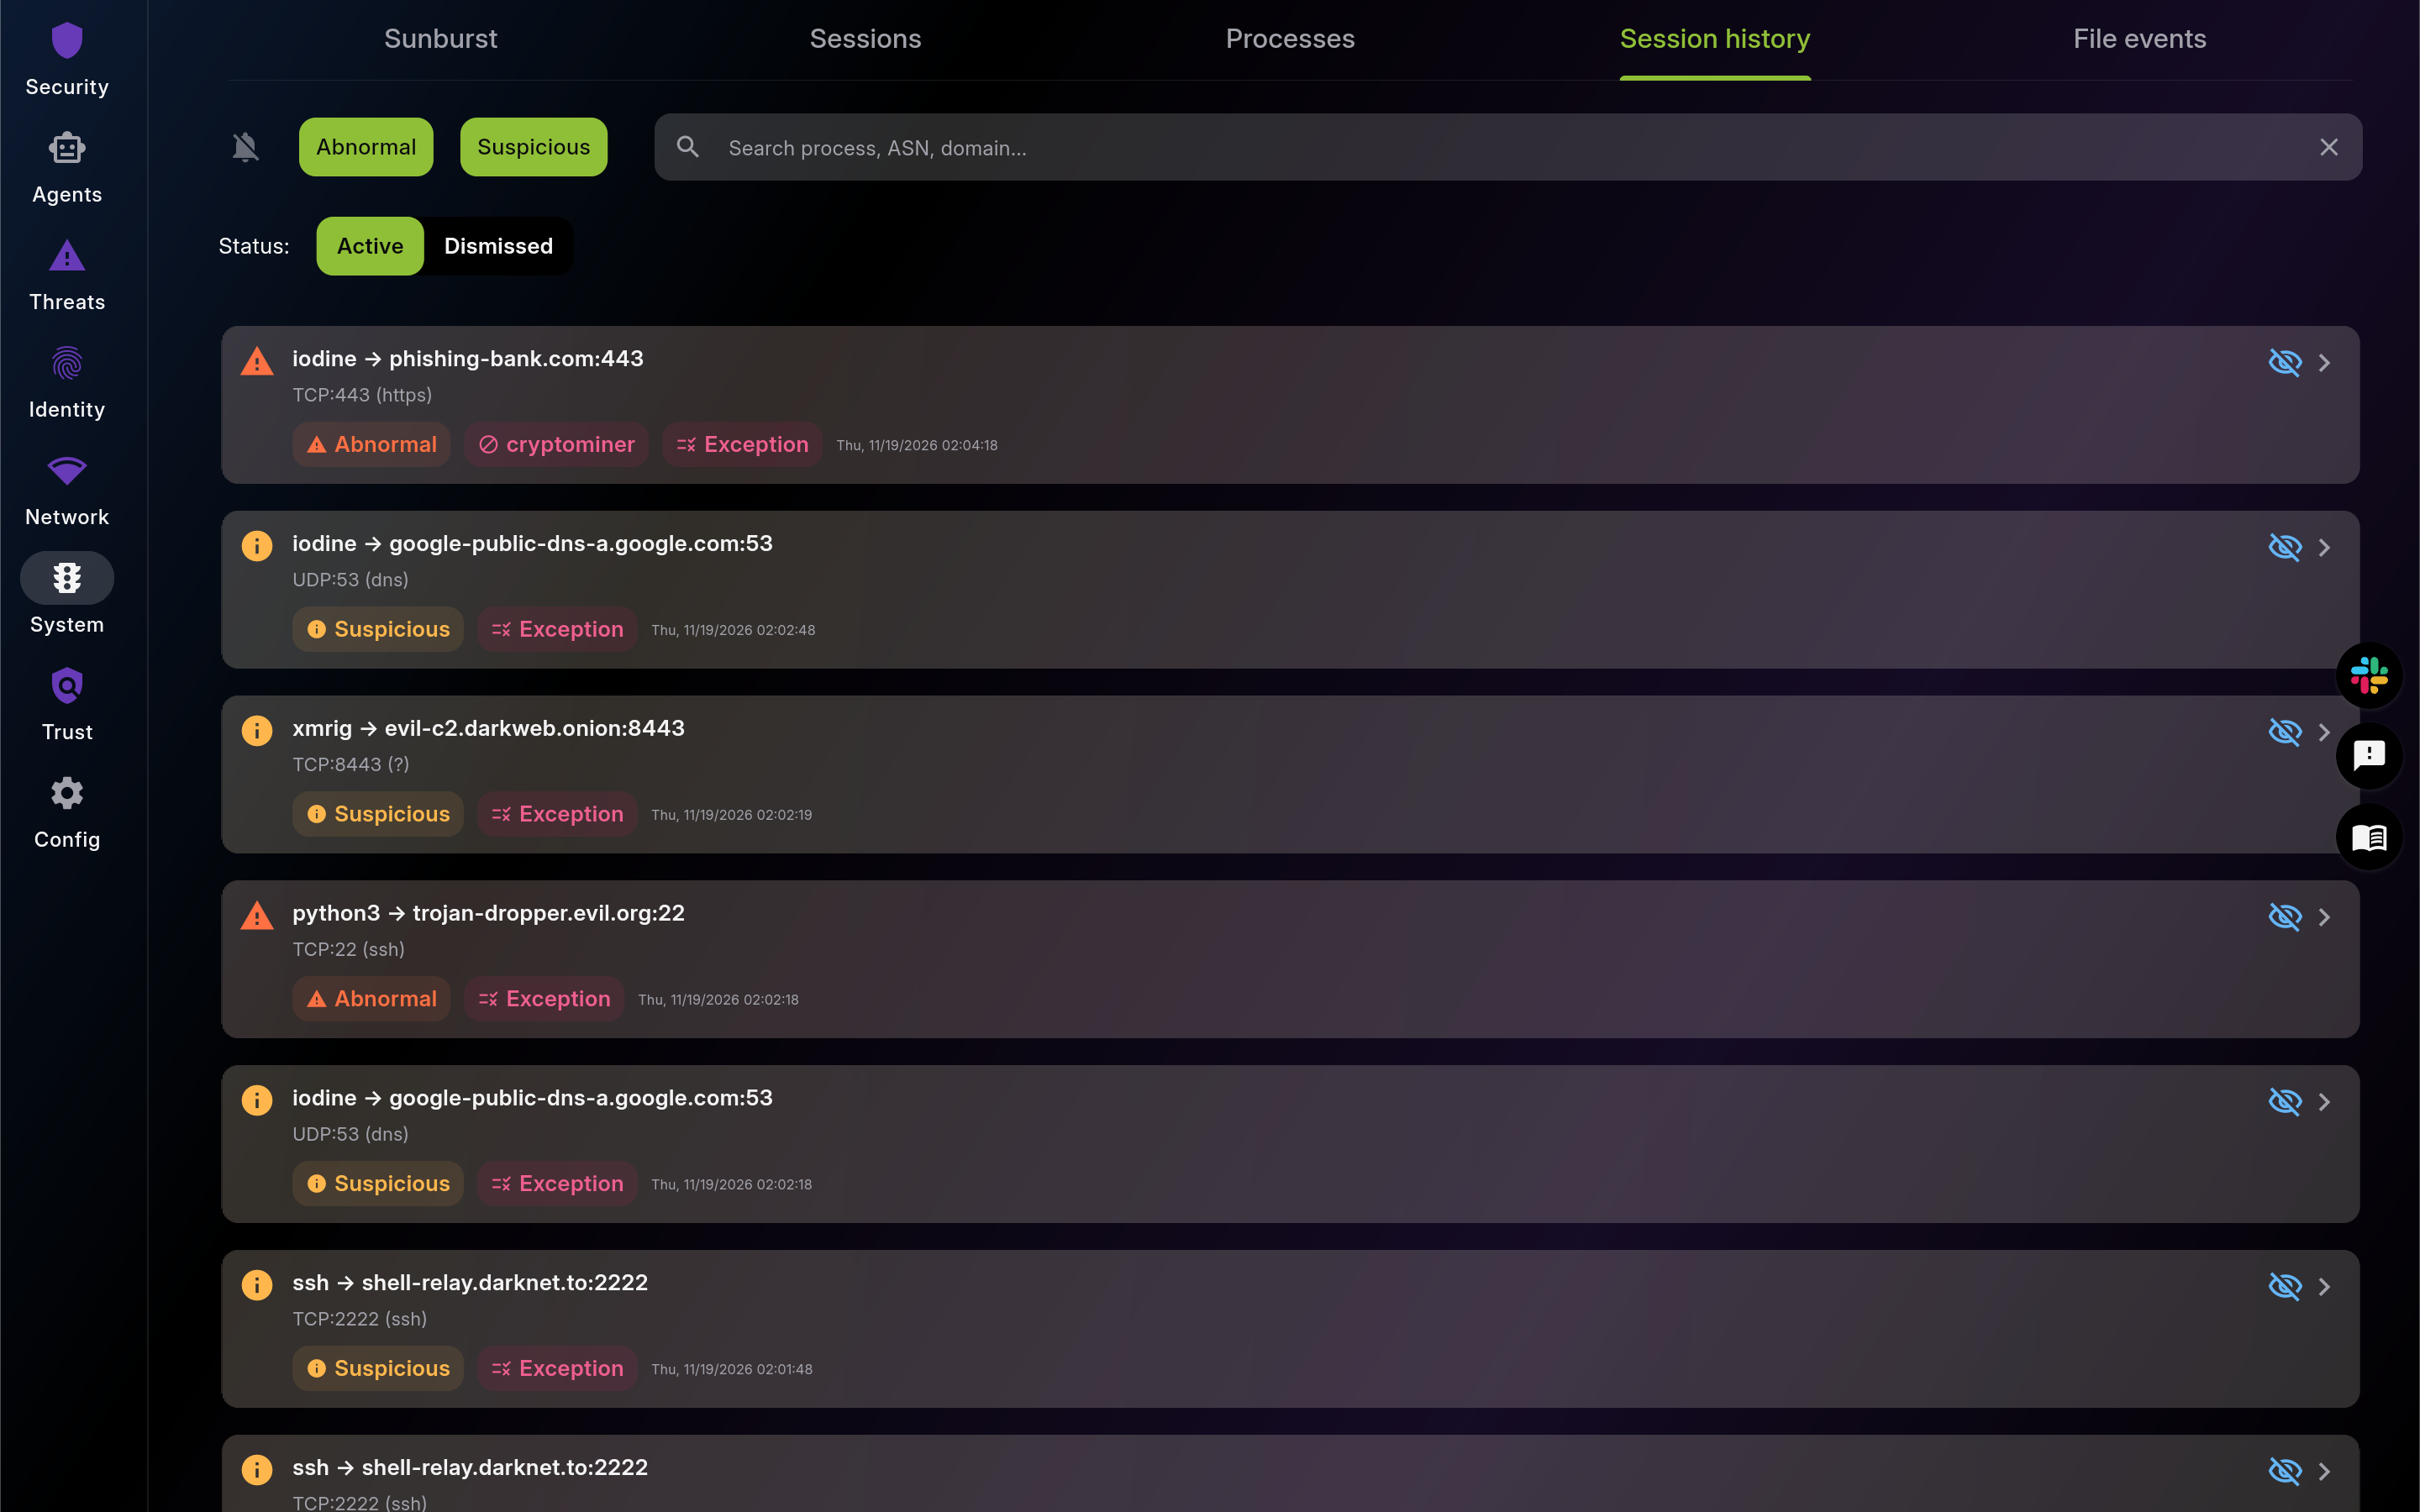 Security
Agents
Threats
Identity
Network
System
Trust
Config
Sunburst Sessions Processes Session history File events
Abnormal Suspicious Search process, ASN, domain...
Status: Active Dismissed
iodine → phishing-bank.com:443
TCP:443 (https)
Abnormal cryptominer Exception Thu, 11/19/2026 02:04:18
iodine → google-public-dns-a.google.com:53
UDP:53 (dns)
Suspicious Exception Thu, 11/19/2026 02:02:48
xmrig → evil-c2.darkweb.onion:8443
TCP:8443 (?)
Suspicious Exception Thu, 11/19/2026 02:02:19
python3 → trojan-dropper.evil.org:22
TCP:22 (ssh)
Abnormal Exception Thu, 11/19/2026 02:02:18
iodine → google-public-dns-a.google.com:53
UDP:53 (dns)
Suspicious Exception Thu, 11/19/2026 02:02:18
ssh → shell-relay.darknet.to:2222
TCP:2222 (ssh)
Suspicious Exception Thu, 11/19/2026 02:01:48
ssh → shell-relay.darknet.to:2222
TCP:2222 (ssh)